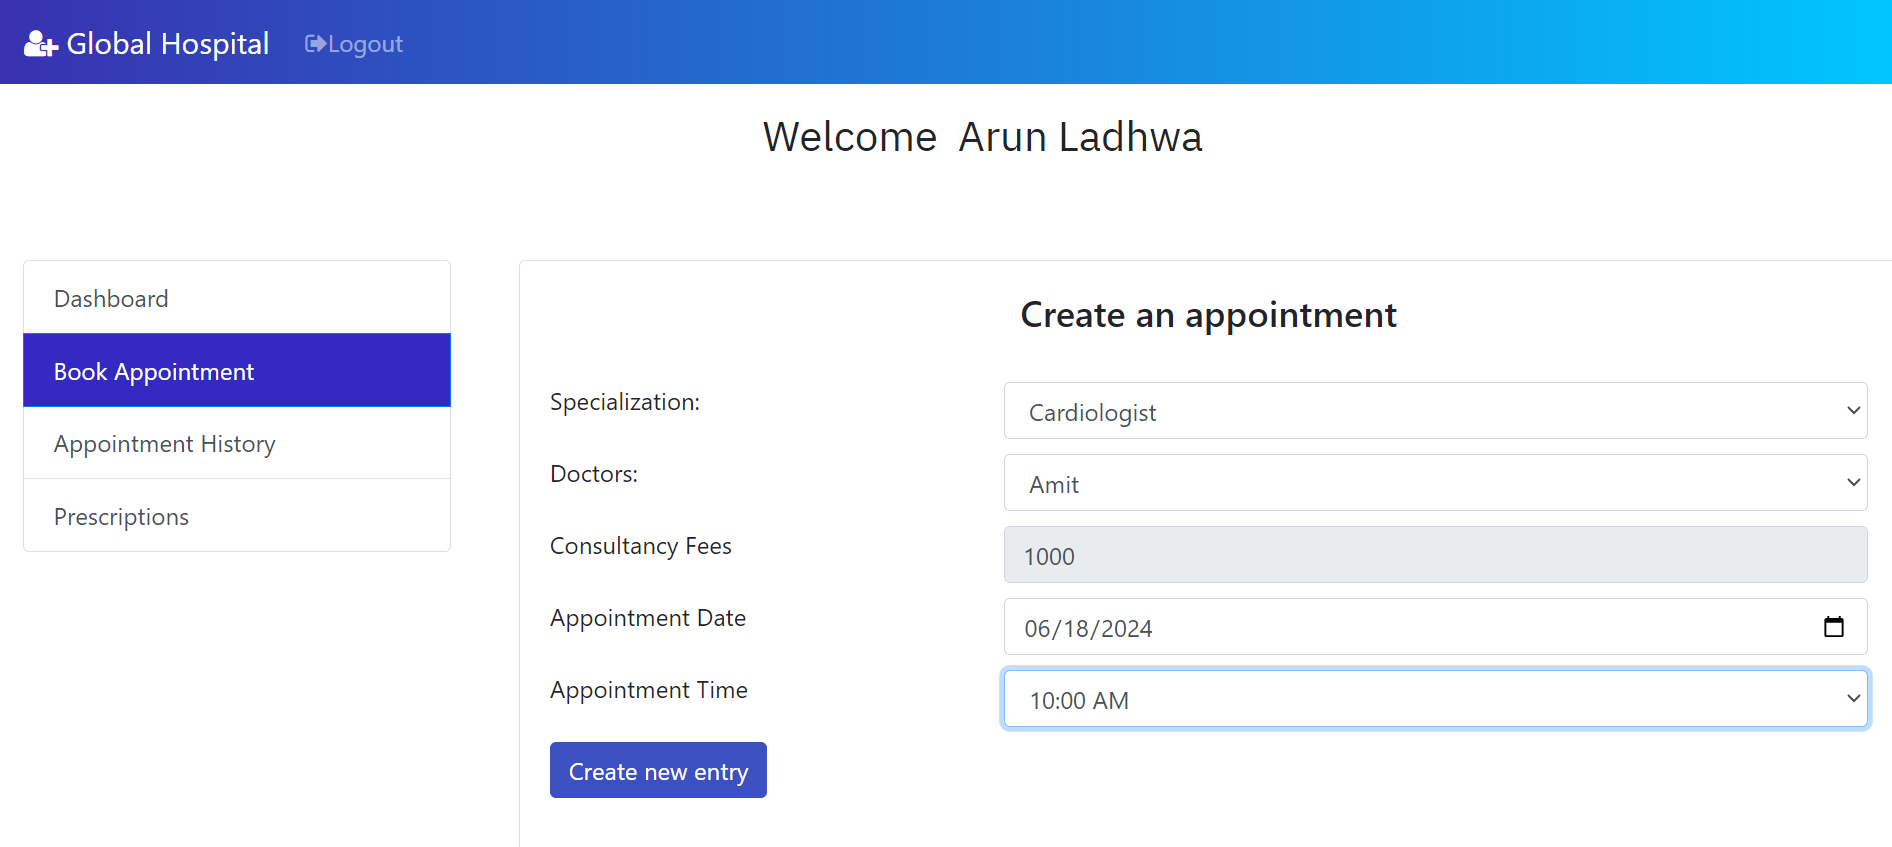 Global Hospital Logout
Welcome Arun Ladhwa
Dashboard
Book Appointment
Appointment History
Prescriptions
Create an appointment
Specialization: Cardiologist
Doctors: Amit
Consultancy Fees 1000
Appointment Date 06/18/2024
Appointment Time 10:00 AM
Create new entry